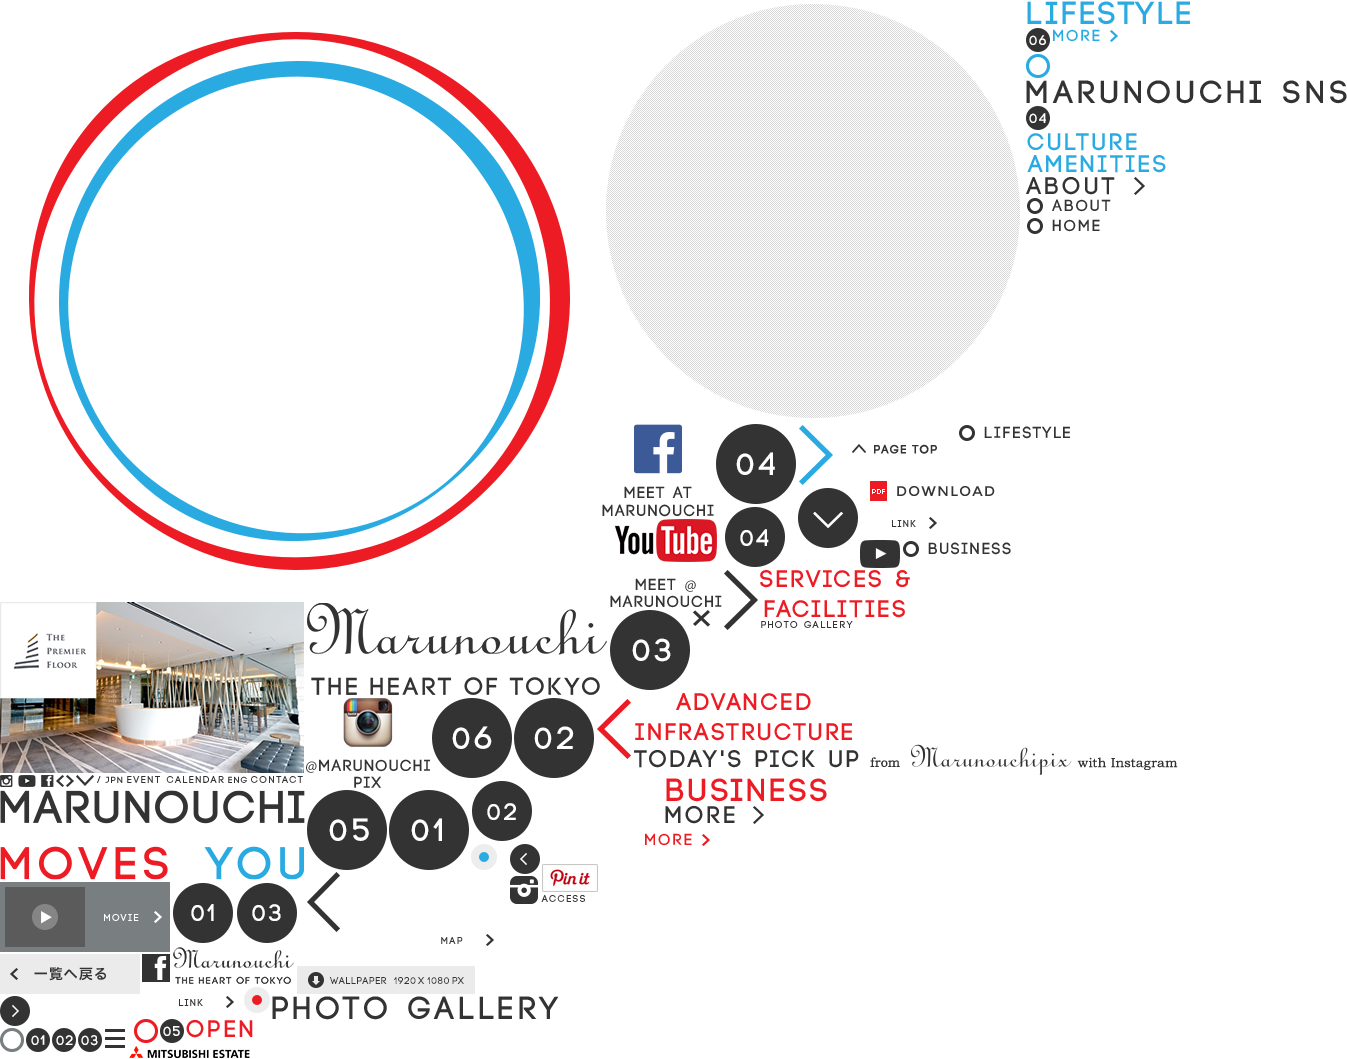 LIFESTYLE
06 MORE
MARUNOUCHI SNS
04
CULTURE
AMENITIES
ABOUT
ABOUT
HOME
04
PAGE TOP
LIFESTYLE
MEET AT
MARUNOUCHI
PDF DOWNLOAD
LINK
YouTube
04
BUSINESS
MEET @
MARUNOUCHI
SERVICES &
FACILITIES
PHOTO GALLERY
03
THE
PREMIER
FLOOR
Marunouchi
THE HEART OF TOKYO
06
02
ADVANCED
INFRASTRUCTURE
TODAY'S PICK UP from Marunouchipix with Instagram
@MARUNOUCHI
PIX
/ JPN EVENT CALENDAR ENG CONTACT
BUSINESS
MORE
MORE
MARUNOUCHI
MOVES YOU
05
01
02
Pin it
ACCESS
MOVIE
01
03
MAP
Marunouchi
THE HEART OF TOKYO
一覧へ戻る
WALLPAPER 1920 X 1080 PX
LINK
PHOTO GALLERY
01 02 03
05 OPEN
MITSUBISHI ESTATE